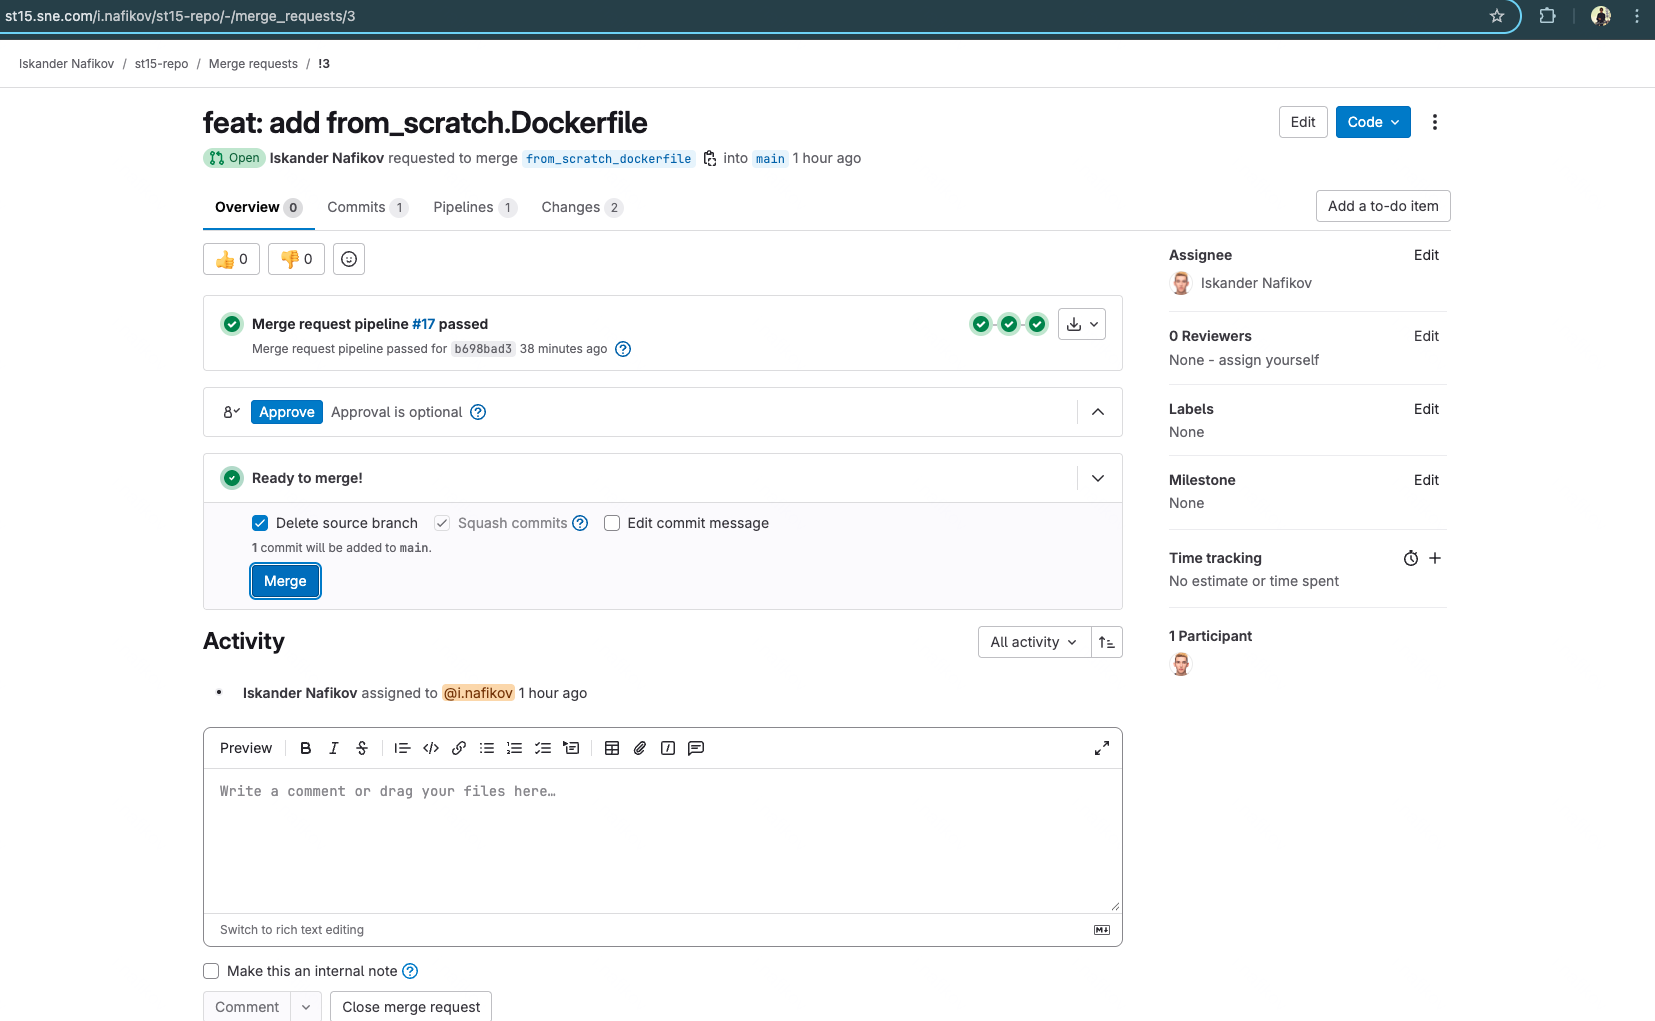 st15.sne.com/i.nafikov/st15-repo/-/merge_requests/3
Iskander Nafikov / st15-repo / Merge requests / !3
feat: add from_scratch.Dockerfile
Edit
Code
Open Iskander Nafikov requested to merge from_scratch_dockerfile into main 1 hour ago
Overview 0 Commits 1 Pipelines 1 Changes 2
Add a to-do item
👍 0 👎 0
Merge request pipeline #17 passed
Merge request pipeline passed for b698bad3 38 minutes ago
Approve Approval is optional
Ready to merge!
Delete source branch Squash commits Edit commit message
1 commit will be added to main.
Merge
Activity
All activity
Iskander Nafikov assigned to @i.nafikov 1 hour ago
Preview
Write a comment or drag your files here…
Switch to rich text editing
Make this an internal note
Comment
Close merge request
Assignee Edit
Iskander Nafikov
0 Reviewers Edit
None - assign yourself
Labels Edit
None
Milestone Edit
None
Time tracking
No estimate or time spent
1 Participant